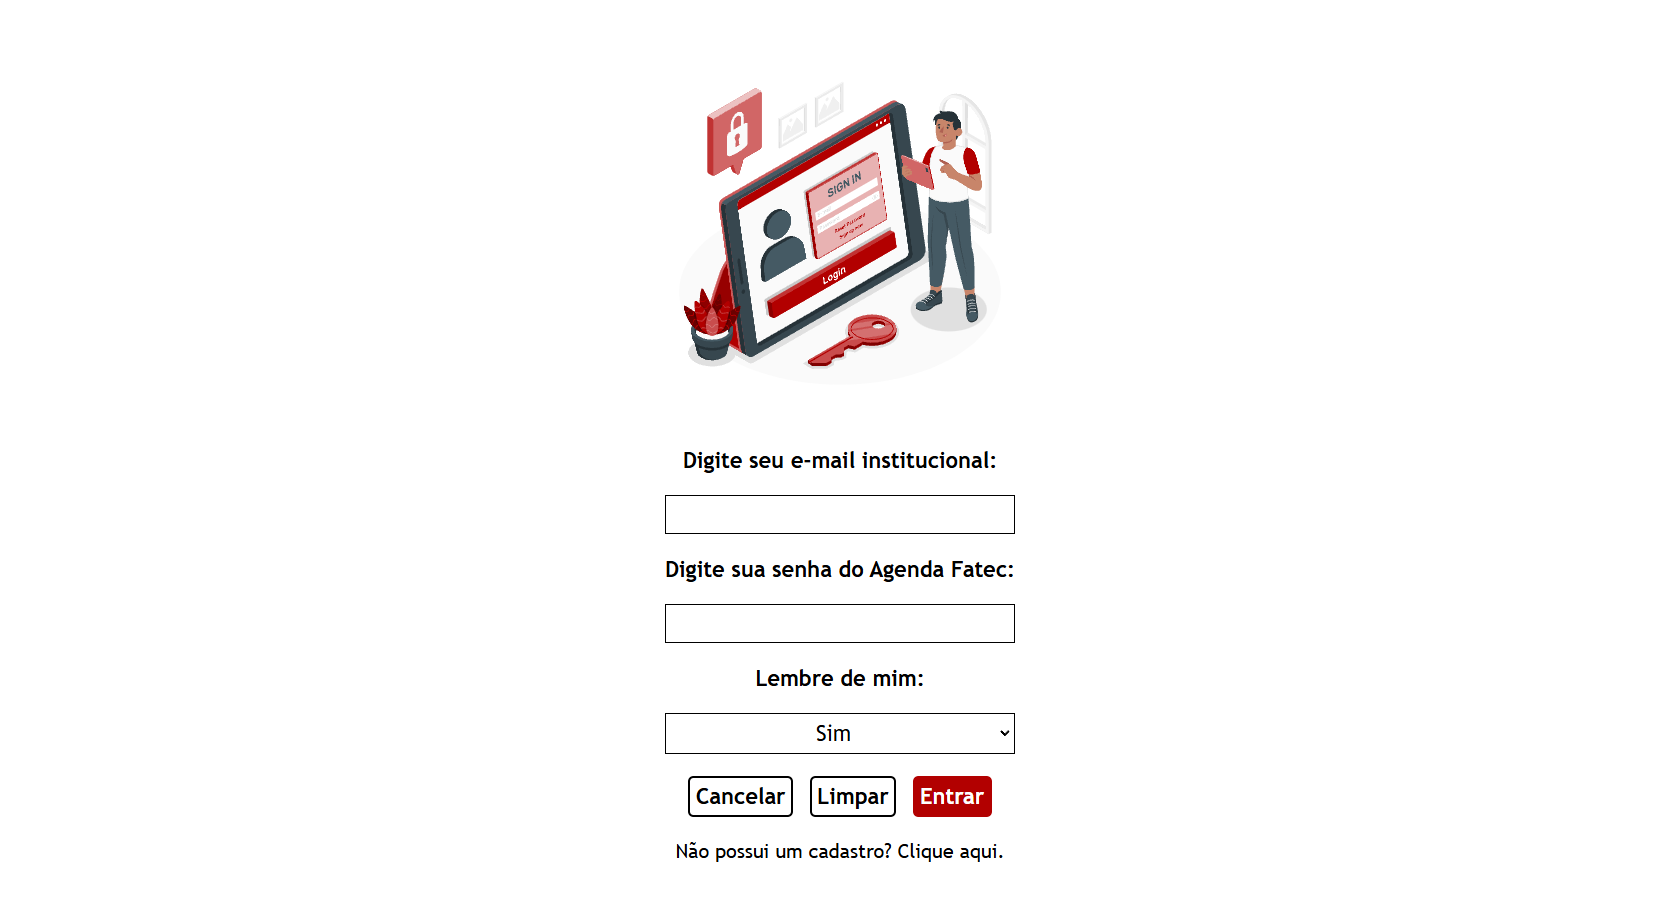 SIGN IN
Login
Digite seu e-mail institucional:
Digite sua senha do Agenda Fatec:
Lembre de mim:
Sim
Cancelar Limpar Entrar
Não possui um cadastro? Clique aqui.